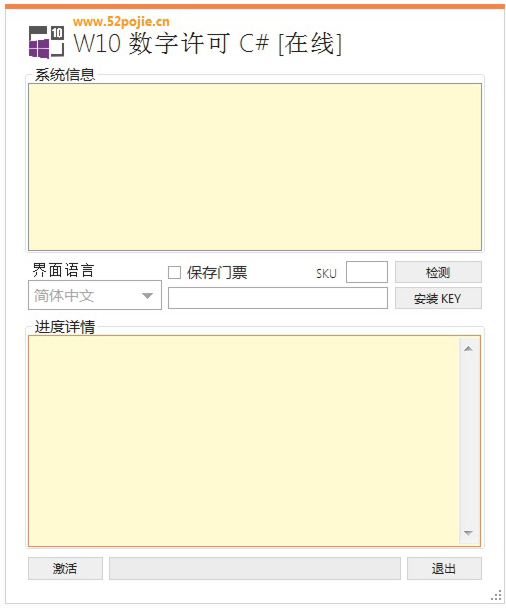 www.52pojie.cn
10
W10 数字许可 C# [在线]
系统信息
界面语言
保存门票
SKU
检测
简体中文
安装 KEY
进度详情
激活
退出